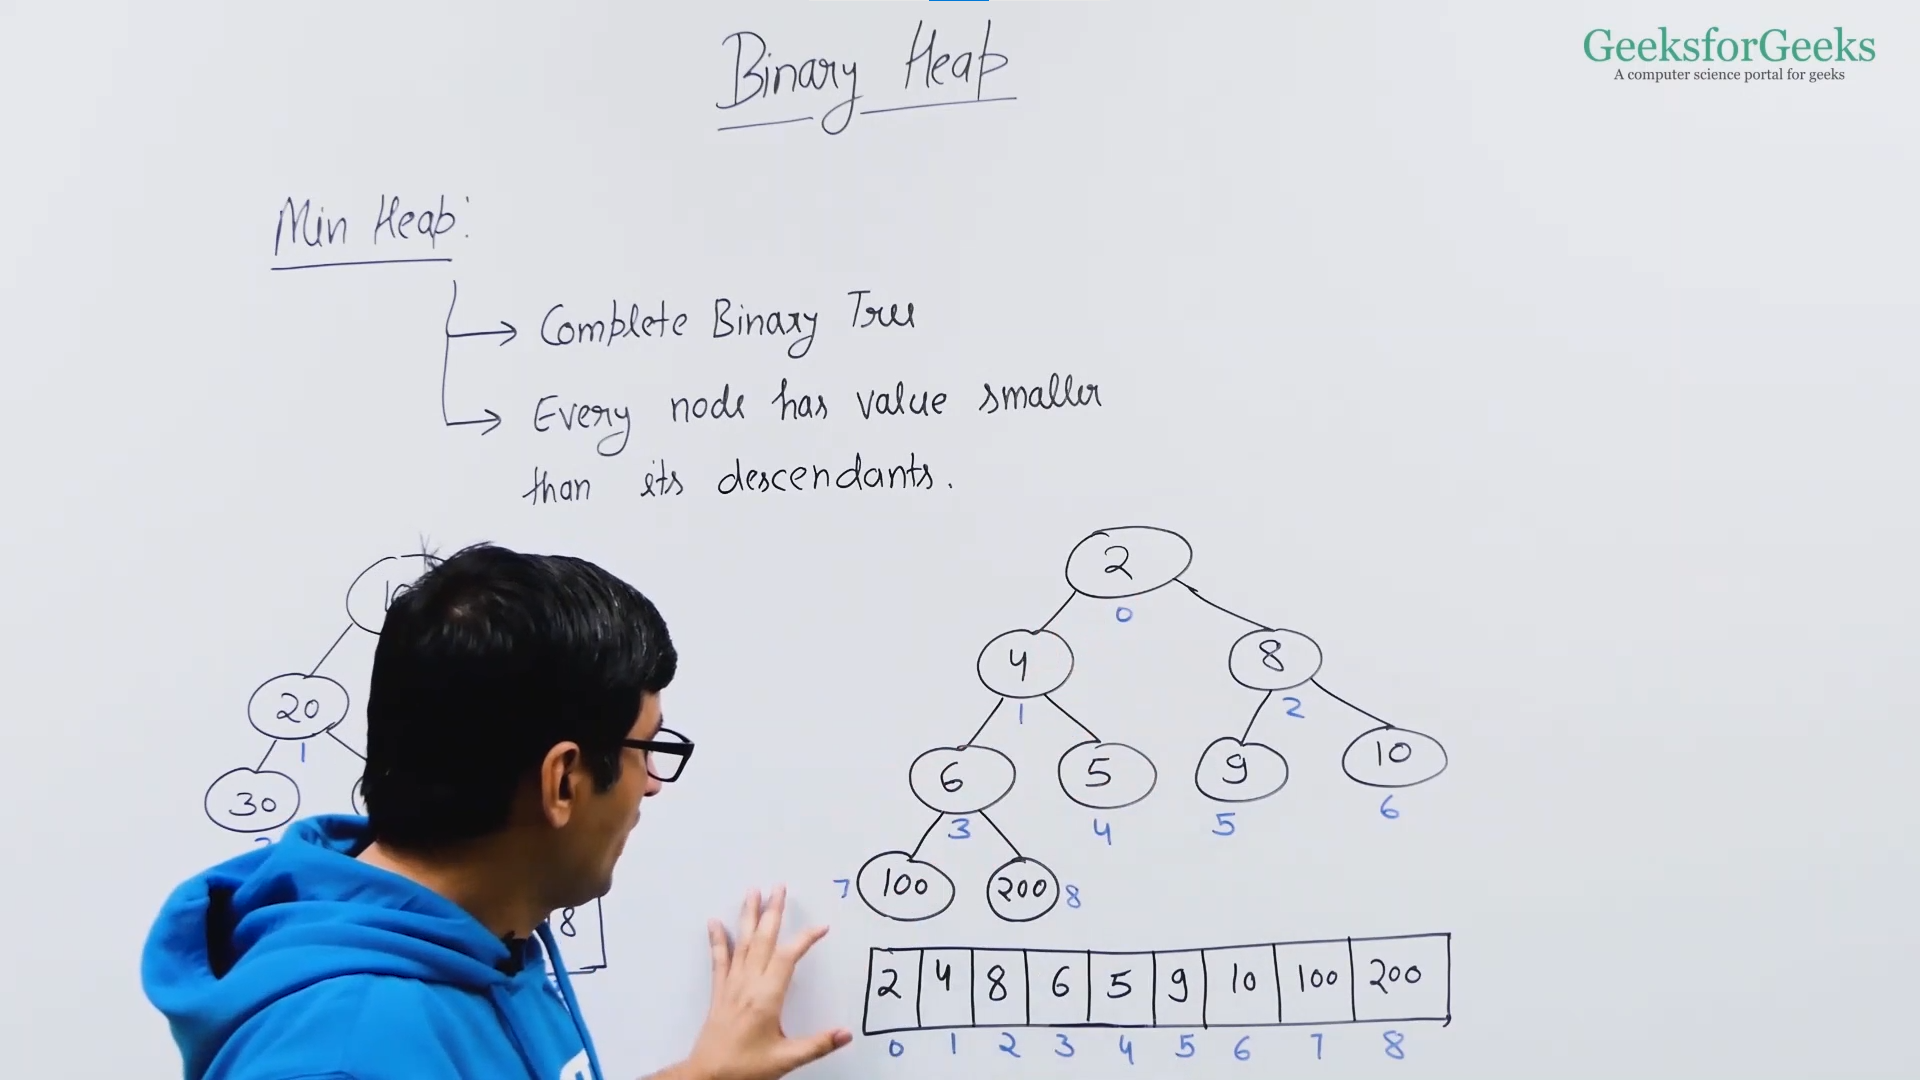 GeeksforGeeks
A computer science portal for geeks
Binary Heap
Min Heap:
Complete Binary Tree
Every node has value smaller
than its descendants.
20
1
30
8
2
0
4
8
1
2
6
5
9
10
3
4
5
6
7
100
200
8
2 4 8 6 5 9 10 100 200
0 1 2 3 4 5 6 7 8